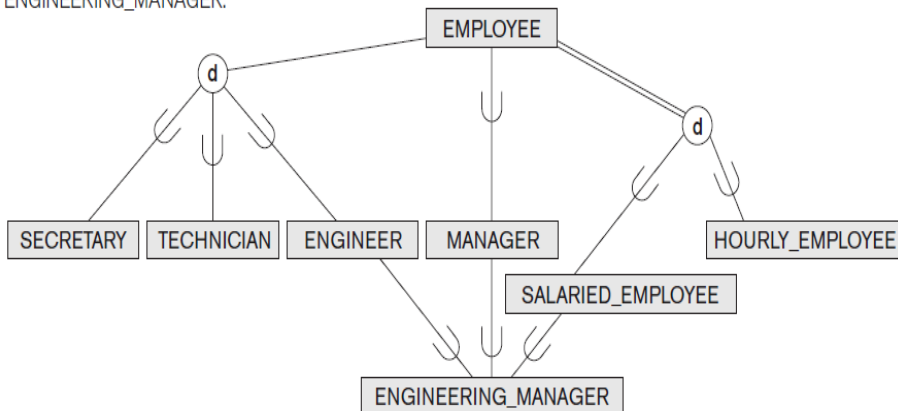 ENGINEERING_MANAGER.
EMPLOYEE
d
d
SECRETARY
TECHNICIAN
ENGINEER
MANAGER
HOURLY_EMPLOYEE
SALARIED_EMPLOYEE
ENGINEERING_MANAGER